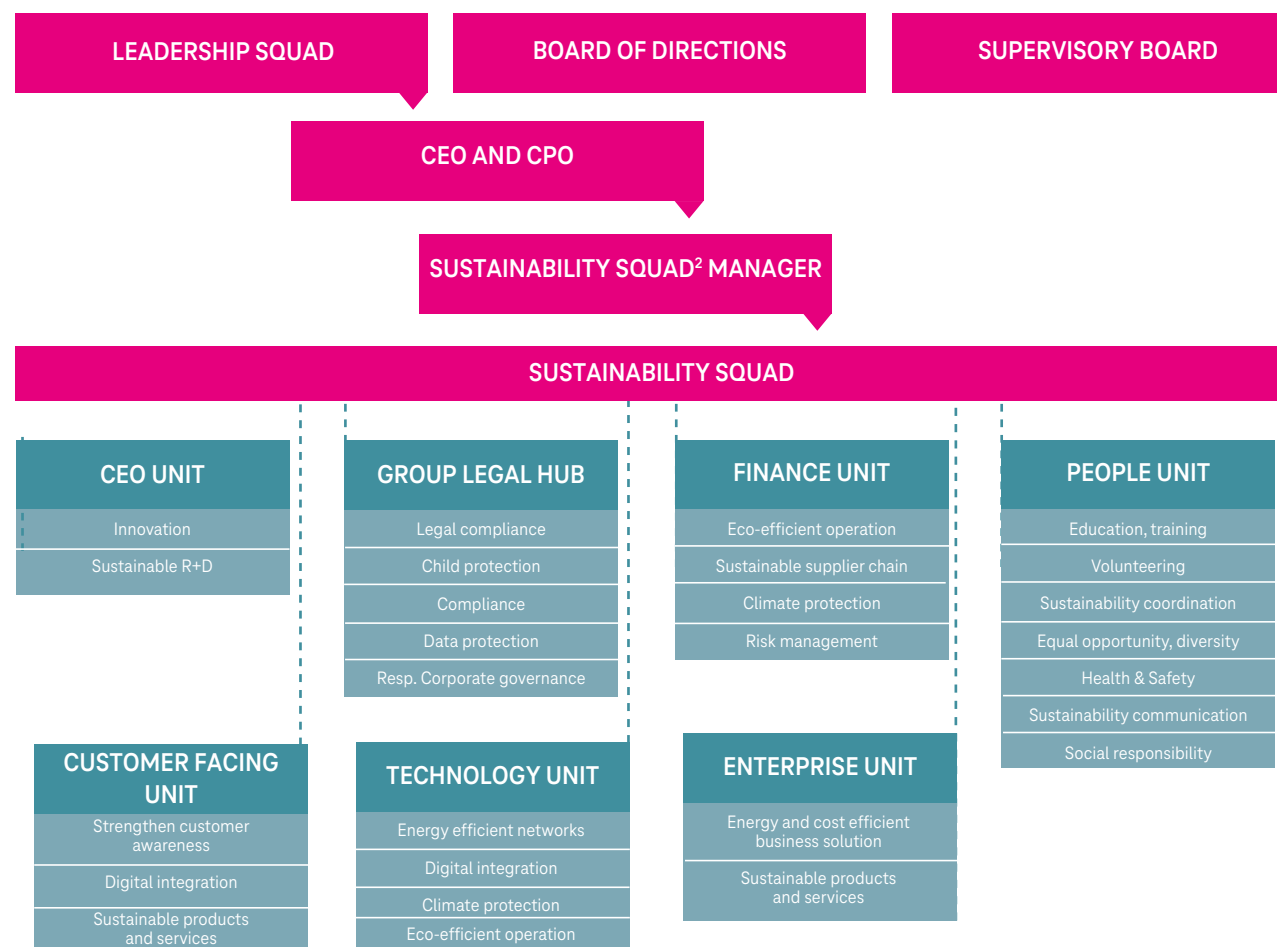 LEADERSHIP SQUAD
BOARD OF DIRECTIONS
SUPERVISORY BOARD
CEO AND CPO
SUSTAINABILITY SQUAD² MANAGER
SUSTAINABILITY SQUAD
CEO UNIT
Innovation
Sustainable R+D
GROUP LEGAL HUB
Legal compliance
Child protection
Compliance
Data protection
Resp. Corporate governance
FINANCE UNIT
Eco-efficient operation
Sustainable supplier chain
Climate protection
Risk management
PEOPLE UNIT
Education, training
Volunteering
Sustainability coordination
Equal opportunity, diversity
Health & Safety
Sustainability communication
Social responsibility
CUSTOMER FACING
UNIT
Strengthen customer
awareness
Digital integration
Sustainable products
and services
TECHNOLOGY UNIT
Energy efficient networks
Digital integration
Climate protection
Eco-efficient operation
ENTERPRISE UNIT
Energy and cost efficient
business solution
Sustainable products
and services